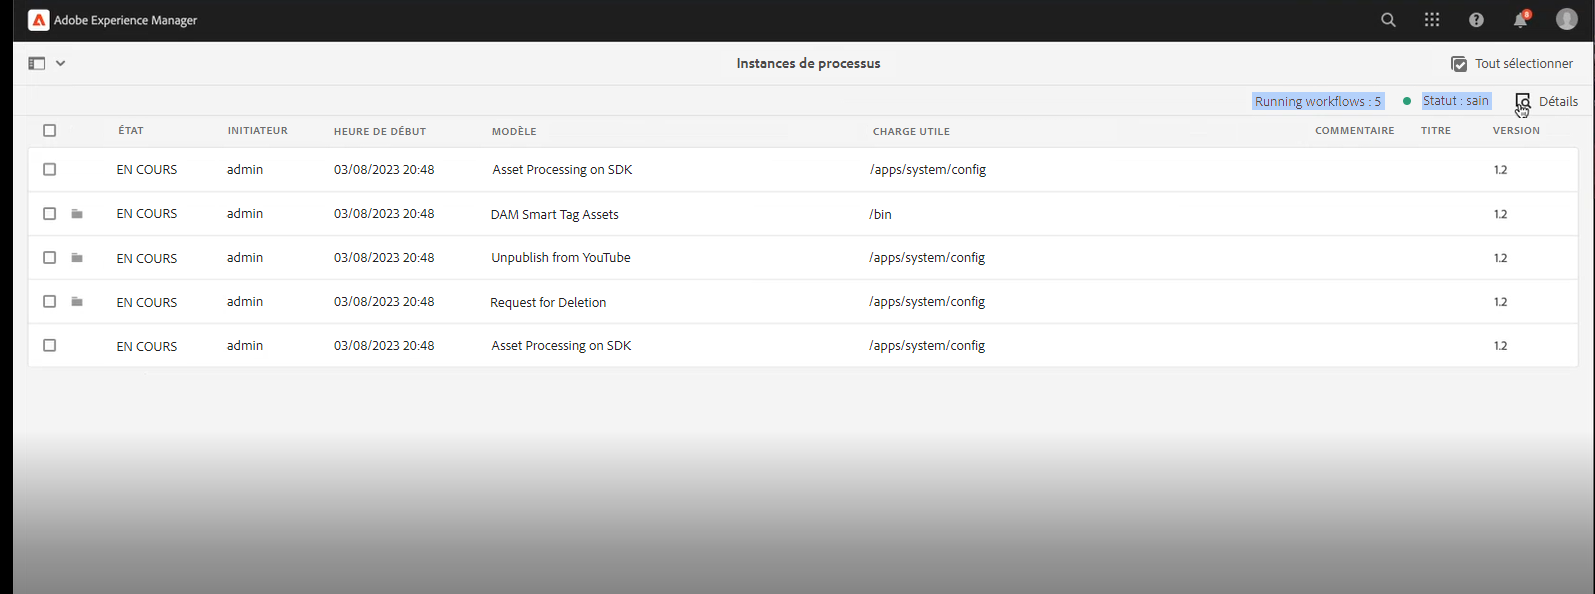 Adobe Experience Manager
8
Instances de processus
Tout sélectionner
Running workflows : 5 Statut : sain Détails
ÉTAT INITIATEUR HEURE DE DÉBUT MODÈLE CHARGE UTILE COMMENTAIRE TITRE VERSION
EN COURS admin 03/08/2023 20:48 Asset Processing on SDK /apps/system/config 1.2
EN COURS admin 03/08/2023 20:48 DAM Smart Tag Assets /bin 1.2
EN COURS admin 03/08/2023 20:48 Unpublish from YouTube /apps/system/config 1.2
EN COURS admin 03/08/2023 20:48 Request for Deletion /apps/system/config 1.2
EN COURS admin 03/08/2023 20:48 Asset Processing on SDK /apps/system/config 1.2